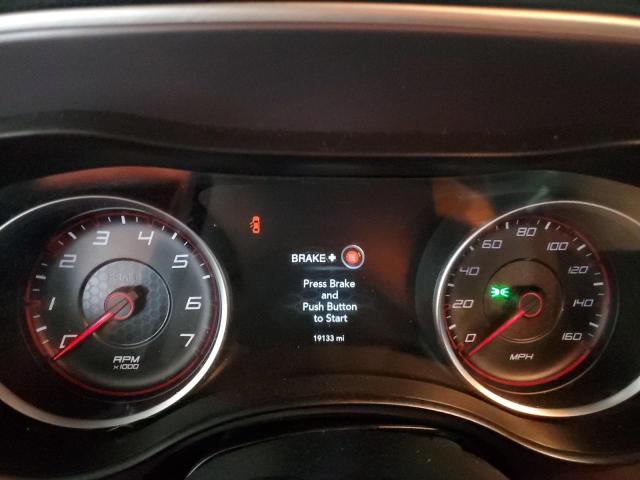 0 1 2 3 4 5 6 7
RPM
x1000
BRAKE +
Press Brake
and
Push Button
to Start
19133 mi
0 20 40 60 80 100 120 140 160
MPH